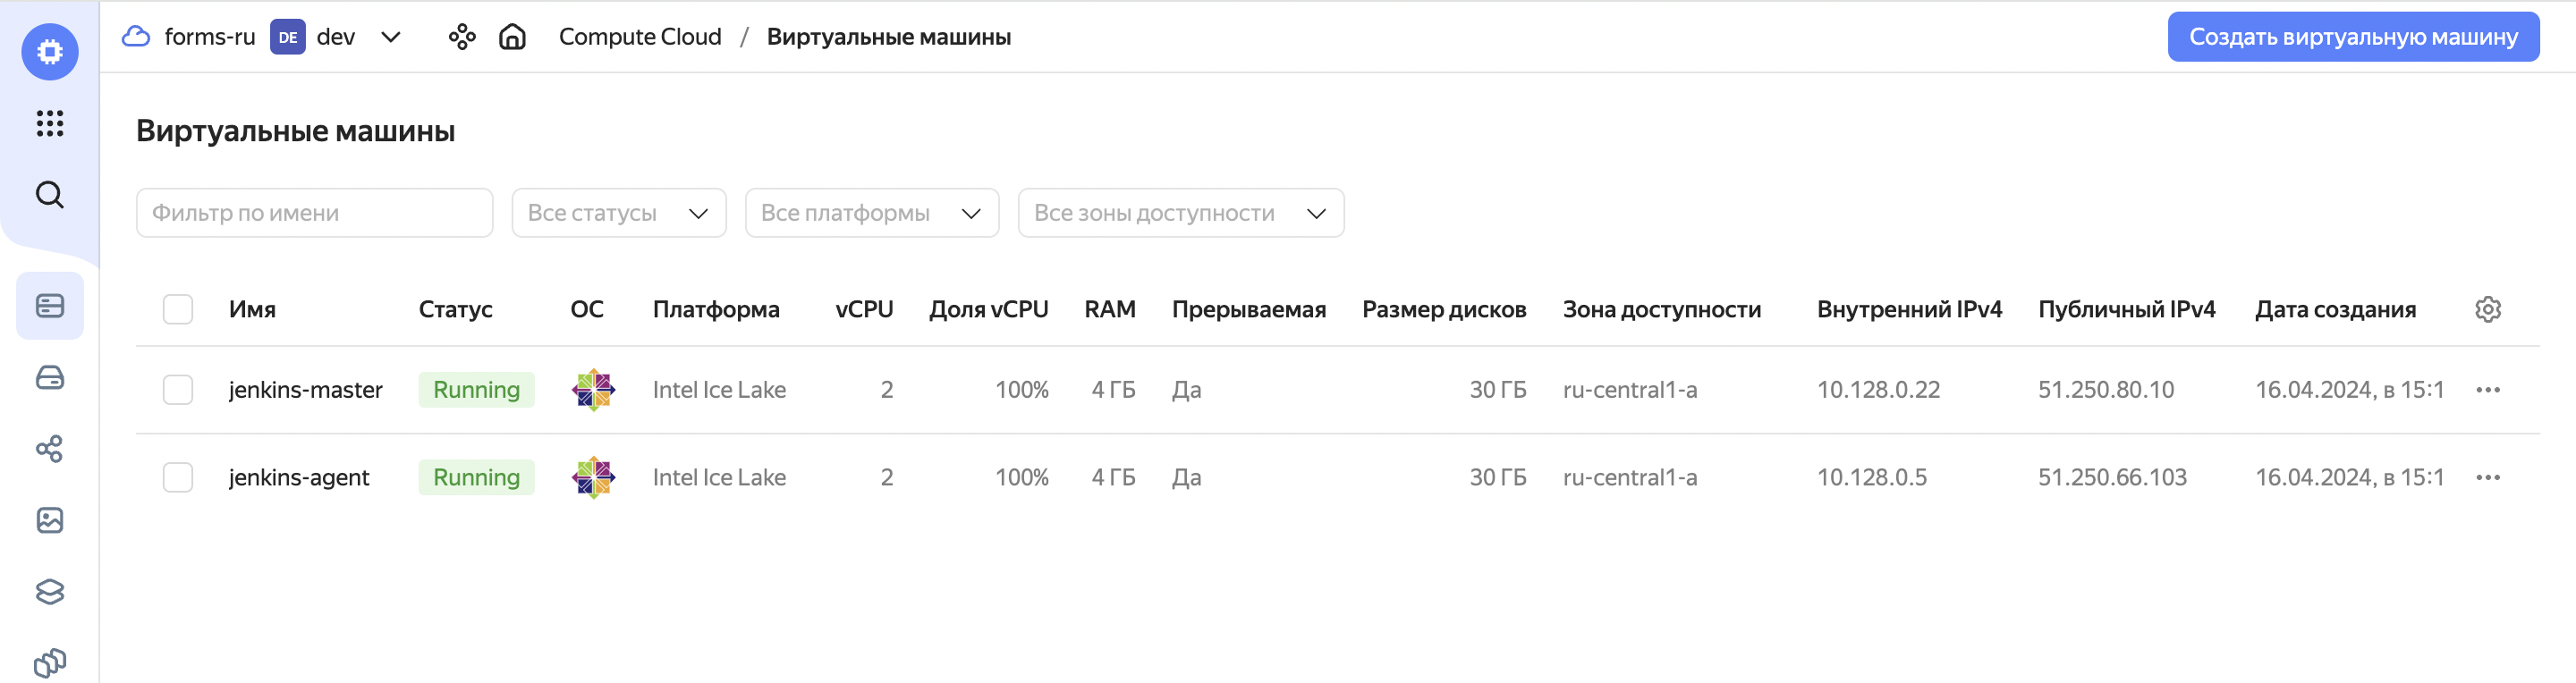 forms-ru DE dev Compute Cloud / Виртуальные машины Создать виртуальную машину
Виртуальные машины
Фильтр по имени Все статусы Все платформы Все зоны доступности
Имя Статус ОС Платформа vCPU Доля vCPU RAM Прерываемая Размер дисков Зона доступности Внутренний IPv4 Публичный IPv4 Дата создания
jenkins-master Running Intel Ice Lake 2 100% 4 ГБ Да 30 ГБ ru-central1-a 10.128.0.22 51.250.80.10 16.04.2024, в 15:1
jenkins-agent Running Intel Ice Lake 2 100% 4 ГБ Да 30 ГБ ru-central1-a 10.128.0.5 51.250.66.103 16.04.2024, в 15:1